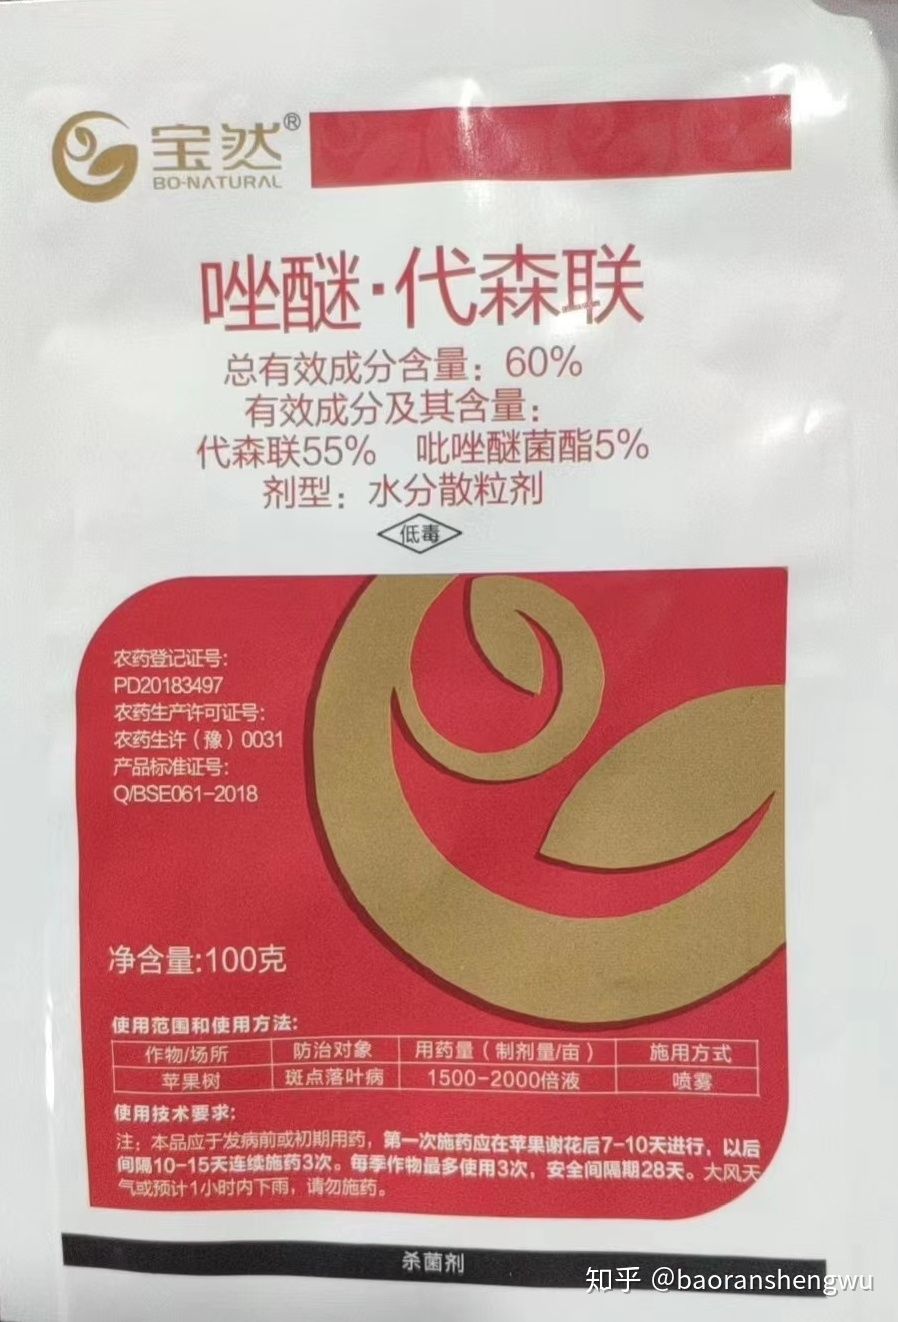 宝然®
BO-NATURAL
唑醚·代森联
总有效成分含量：60%
有效成分及其含量：
代森联55% 吡唑醚菌酯5%
剂型：水分散粒剂
低毒
农药登记证号：
PD20183497
农药生产许可证号：
农药生许（豫）0031
产品标准证号：
Q/BSE061-2018
净含量:100克
使用范围和使用方法：
作物/场所 防治对象 用药量（制剂量/亩） 施用方式
苹果树 斑点落叶病 1500-2000倍液 喷雾
使用技术要求：
注：本品应于发病前或初期用药，第一次施药应在苹果谢花后7-10天进行，以后
间隔10-15天连续施药3次。每季作物最多使用3次，安全间隔期28天。大风天
气或预计1小时内下雨，请勿施药。
杀菌剂
知乎 @baoranshengwu